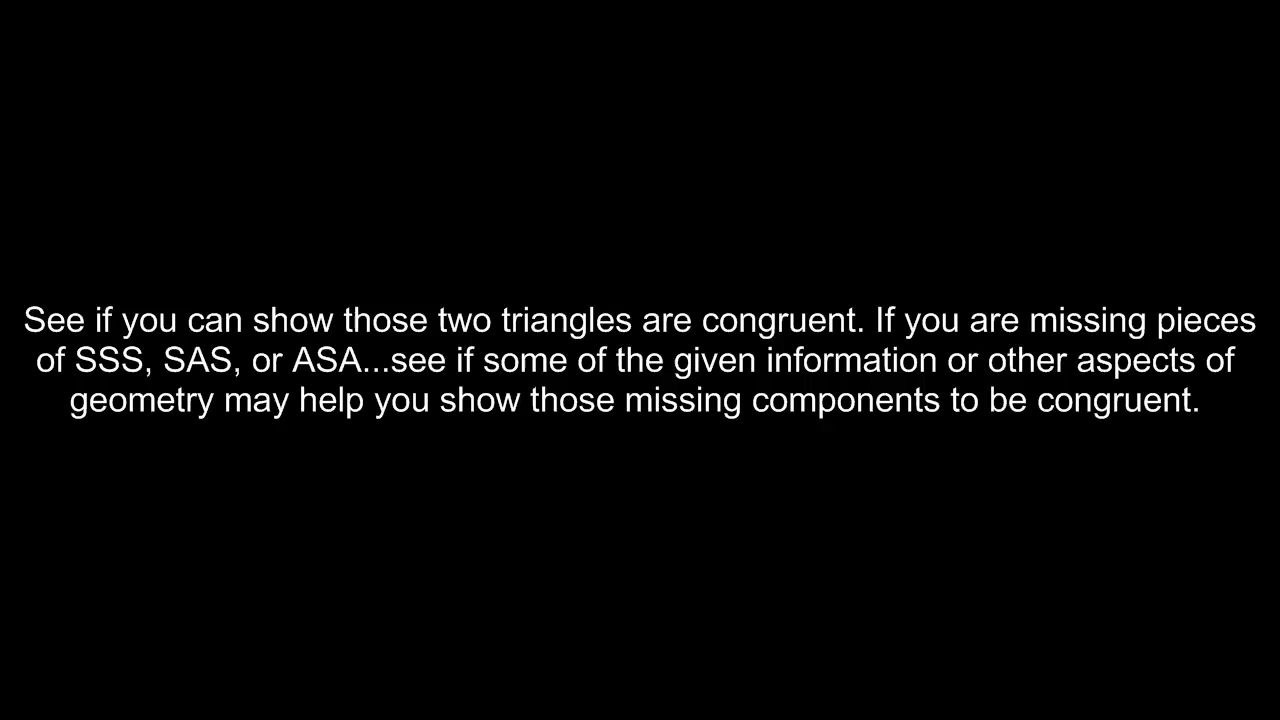 See if you can show those two triangles are congruent. If you are missing pieces
of SSS, SAS, or ASA...see if some of the given information or other aspects of
geometry may help you show those missing components to be congruent.